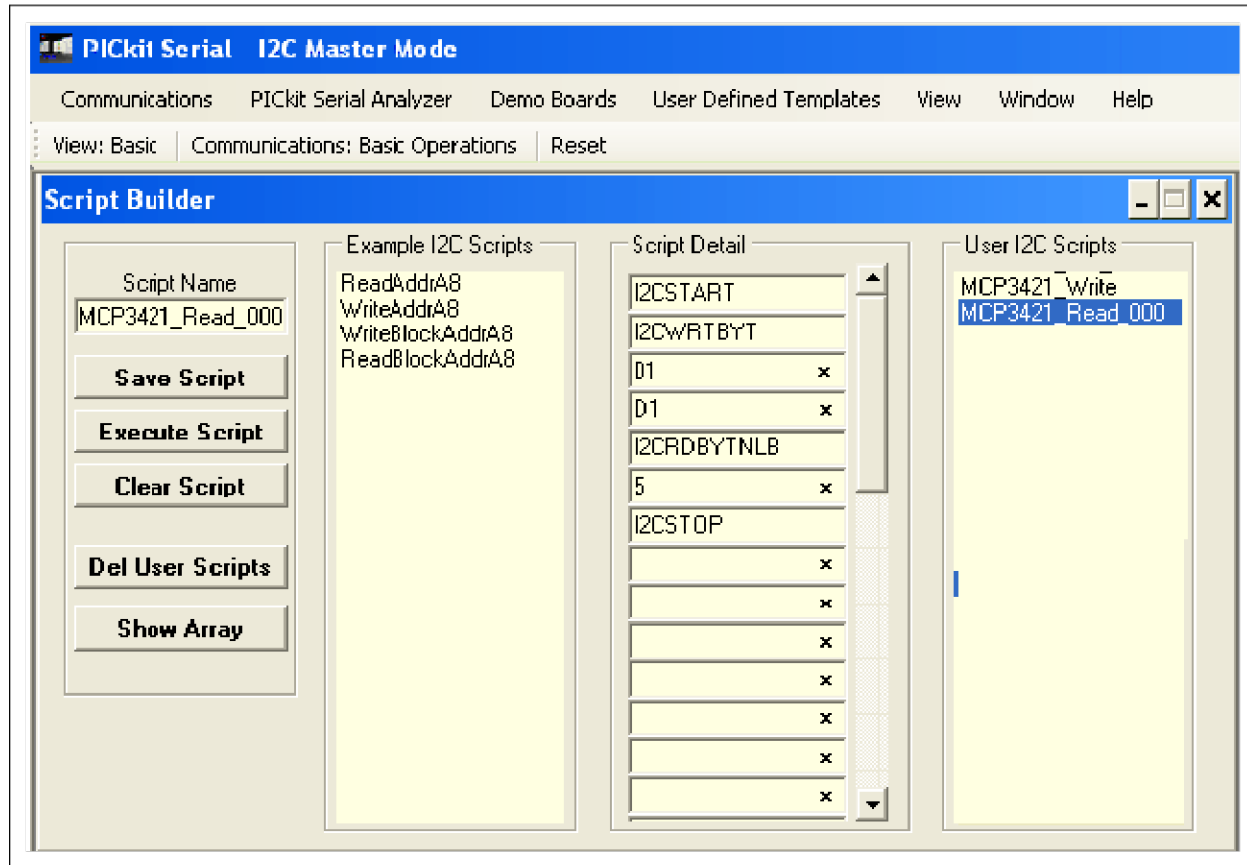 PICkit Serial I2C Master Mode
Communications PICkit Serial Analyzer Demo Boards User Defined Templates View Window Help
View: Basic Communications: Basic Operations Reset
Script Builder
Script Name
MCP3421_Read_000
Save Script
Execute Script
Clear Script
Del User Scripts
Show Array
Example I2C Scripts
ReadAddrA8
WriteAddrA8
WriteBlockAddrA8
ReadBlockAddrA8
Script Detail
I2CSTART
I2CWRTBYT
D1 x
D1 x
I2CRDBYTNLB
5 x
I2CSTOP
x
x
x
x
x
x
x
User I2C Scripts
MCP3421_Write
MCP3421_Read_000